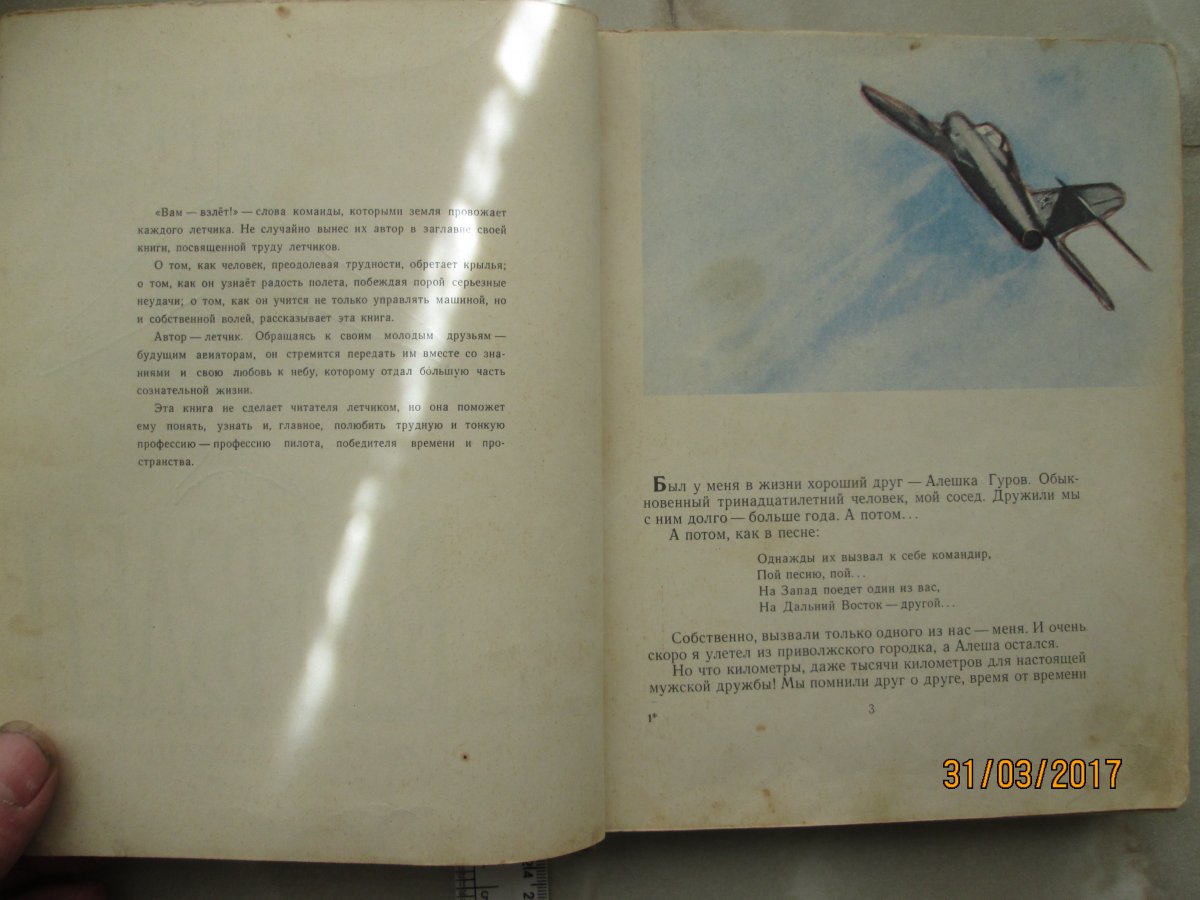 «Вам — взлёт!» — слова команды, которыми земля провожает
каждого летчика. Не случайно вынес их автор в заглавие своей
книги, посвященной труду летчиков.
О том, как человек, преодолевая трудности, обретает крылья;
о том, как он узнаёт радость полета, побеждая порой серьезные
неудачи; о том, как он учится не только управлять машиной, но
и собственной волей, рассказывает эта книга.
Автор — летчик. Обращаясь к своим молодым друзьям —
будущим авиаторам, он стремится передать им вместе со зна-
ниями и свою любовь к небу, которому отдал бо́льшую часть
сознательной жизни.
Эта книга не сделает читателя летчиком, но она поможет
ему понять, узнать и, главное, полюбить трудную и тонкую
профессию — профессию пилота, победителя времени и про-
странства.
Был у меня в жизни хороший друг — Алешка Гуров. Обык-
новенный тринадцатилетний человек, мой сосед. Дружили мы
с ним долго — больше года. А потом...
А потом, как в песне:
Однажды их вызвал к себе командир,
Пой песню, пой...
На Запад поедет один из вас,
На Дальний Восток — другой...
Собственно, вызвали только одного из нас — меня. И очень
скоро я улетел из приволжского городка, а Алеша остался.
Но что километры, даже тысячи километров для настоящей
мужской дружбы! Мы помнили друг о друге, время от времени
1*
3
31/03/2017